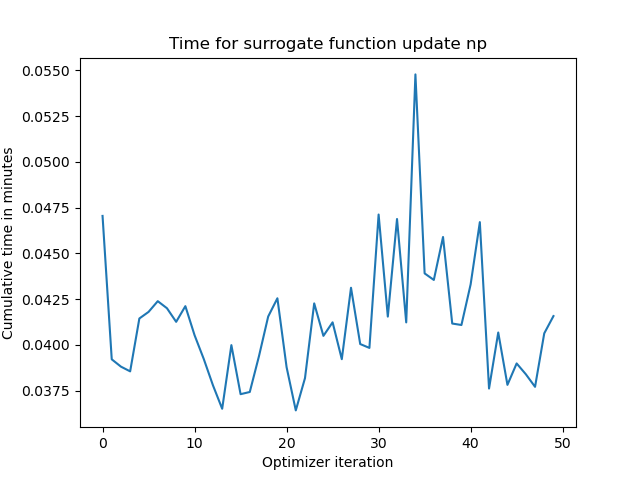 Time for surrogate function update np
Cumulative time in minutes
0.0550
0.0525
0.0500
0.0475
0.0450
0.0425
0.0400
0.0375
0 10 20 30 40 50
Optimizer iteration